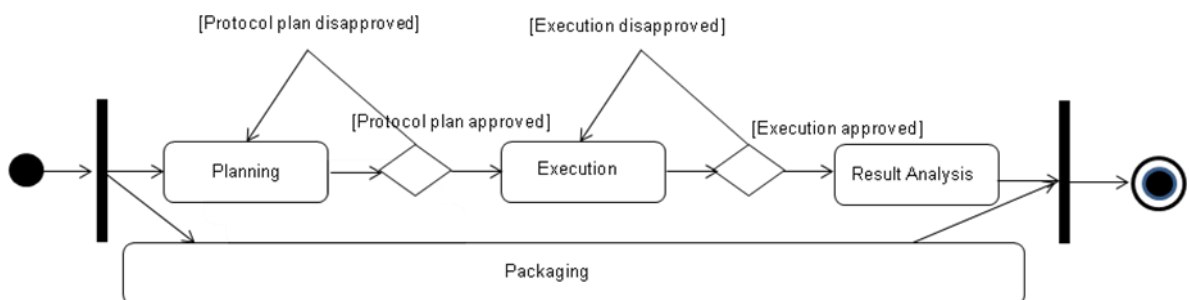 [Protocol plan disapproved]
[Execution disapproved]
[Protocol plan approved]
[Execution approved]
Planning
Execution
Result Analysis
Packaging